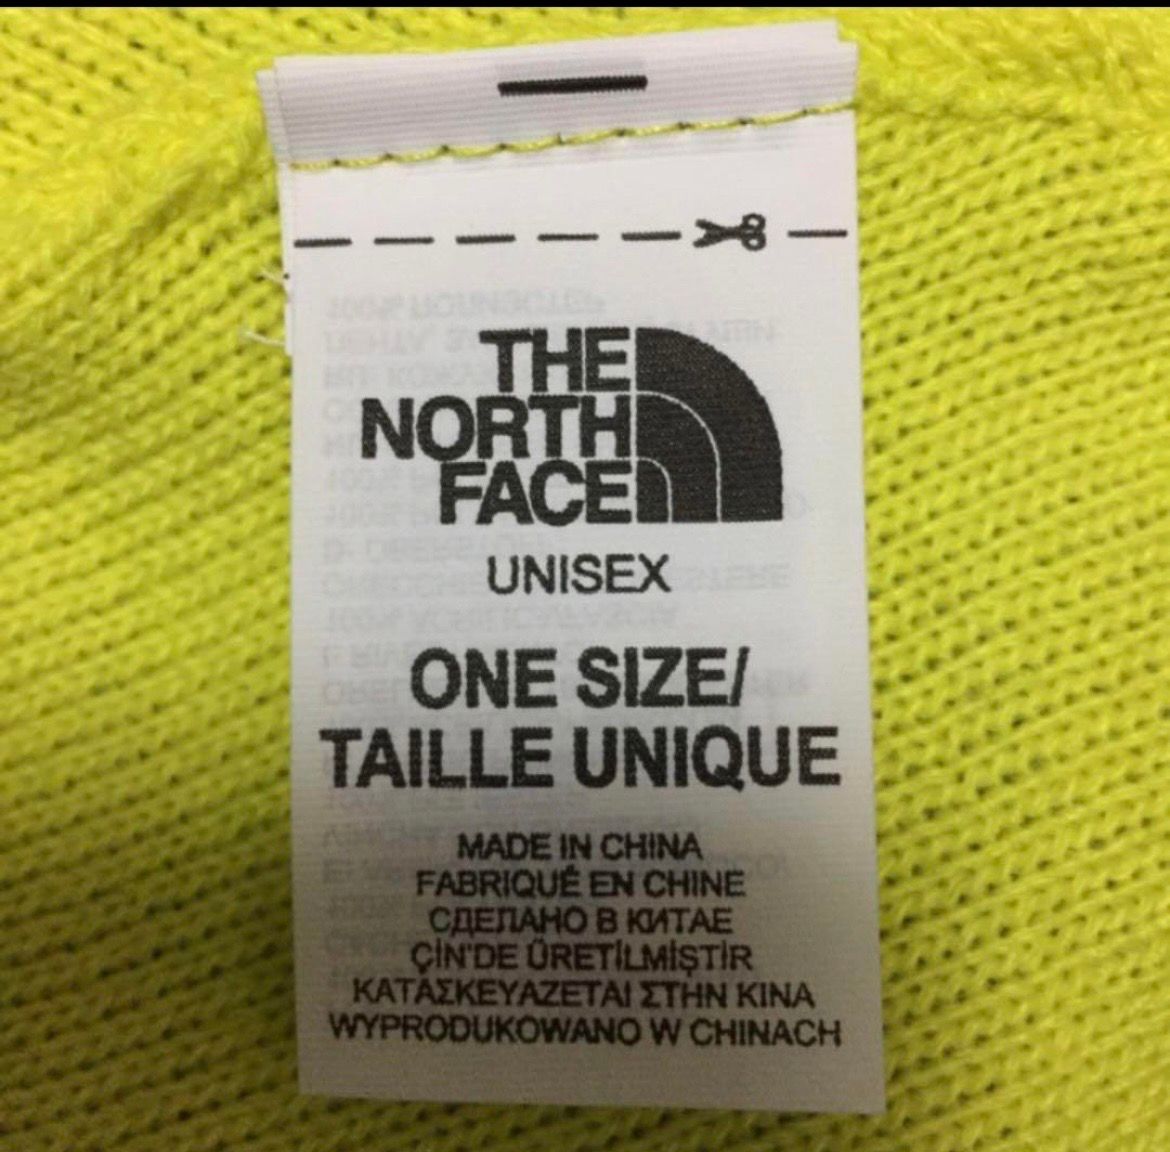 THE
NORTH
FACE
UNISEX
ONE SIZE/
TAILLE UNIQUE
MADE IN CHINA
FABRIQUÉ EN CHINE
СДЕЛАНО В КИТАЕ
ÇİN'DE ÜRETİLMİŞTİR
ΚΑΤΑΣΚΕΥΑΖΕΤΑΙ ΣΤΗΝ ΚΙΝΑ
WYPRODUKOWANO W CHINACH